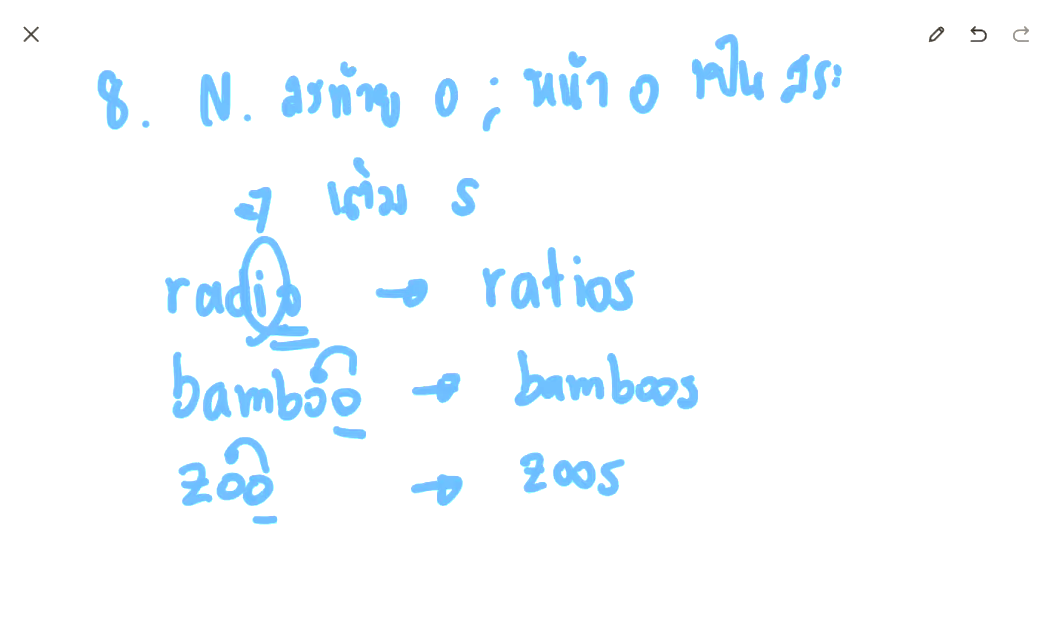 8. N. ลงท้าย o ; หน้า o เป็น สระ
→ เติม s
radio → ratios
bamboo → bamboos
zoo → zoos